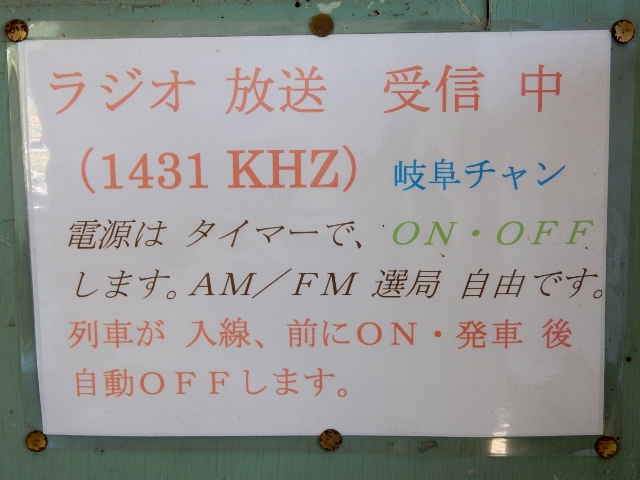 ラジオ 放送 受信 中
(1431 KHZ) 岐阜チャン
電源は タイマーで、ON・OFF
します。AM/FM 選局 自由です。
列車が 入線、前にON・発車 後
自動OFFします。